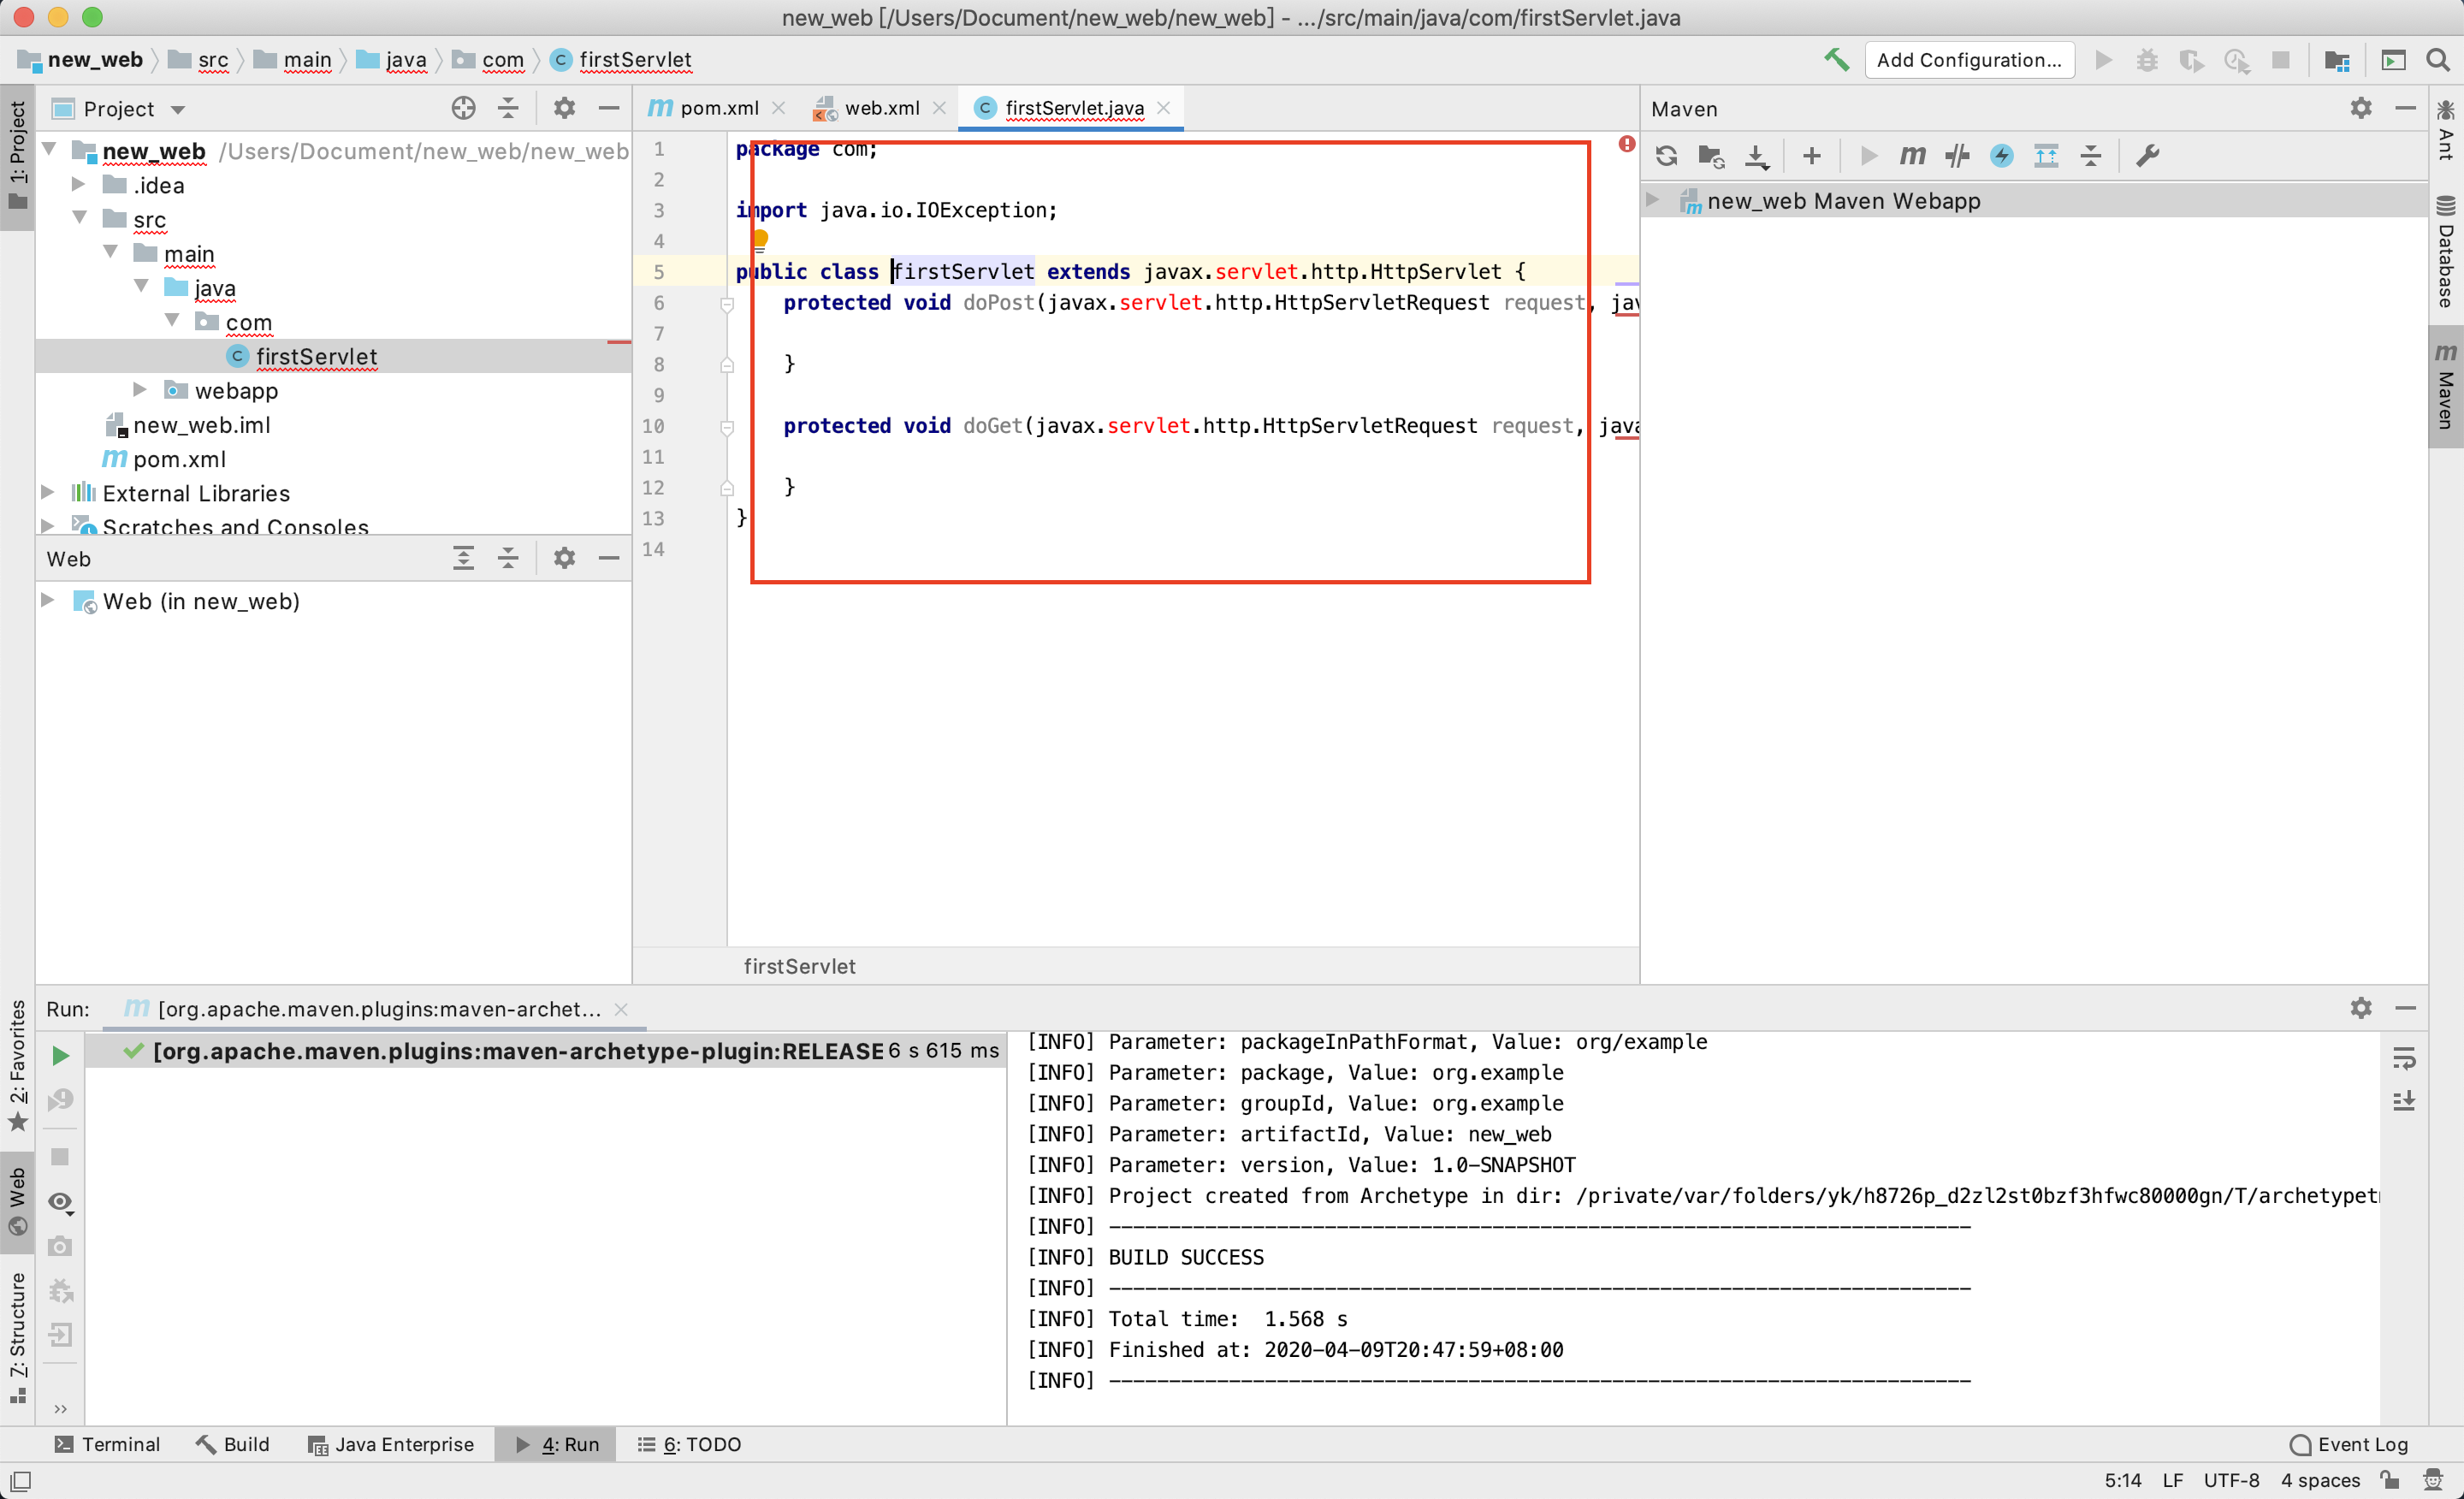 new_web [/Users/Document/new_web/new_web] - .../src/main/java/com/firstServlet.java
new_web
src
main
java
com
firstServlet
Add Configuration...
1: Project
Project
new_web /Users/Document/new_web/new_web
.idea
src
main
java
com
firstServlet
webapp
new_web.iml
pom.xml
External Libraries
Scratches and Consoles
Web
Web (in new_web)
pom.xml
web.xml
firstServlet.java
1 package com;
2
3 import java.io.IOException;
4
5 public class firstServlet extends javax.servlet.http.HttpServlet {
6 protected void doPost(javax.servlet.http.HttpServletRequest request, jav
7
8 }
9
10 protected void doGet(javax.servlet.http.HttpServletRequest request, java
11
12 }
13 }
14
firstServlet
Maven
new_web Maven Webapp
Ant
Database
Maven
2: Favorites
Web
7: Structure
Run:
[org.apache.maven.plugins:maven-archet...
[org.apache.maven.plugins:maven-archetype-plugin:RELEASE 6 s 615 ms
[INFO] Parameter: packageInPathFormat, Value: org/example
[INFO] Parameter: package, Value: org.example
[INFO] Parameter: groupId, Value: org.example
[INFO] Parameter: artifactId, Value: new_web
[INFO] Parameter: version, Value: 1.0-SNAPSHOT
[INFO] Project created from Archetype in dir: /private/var/folders/yk/h8726p_d2zl2st0bzf3hfwc80000gn/T/archetypet
[INFO] ------------------------------------------------------------------------
[INFO] BUILD SUCCESS
[INFO] ------------------------------------------------------------------------
[INFO] Total time:  1.568 s
[INFO] Finished at: 2020-04-09T20:47:59+08:00
[INFO] ------------------------------------------------------------------------
Terminal
Build
Java Enterprise
4: Run
6: TODO
Event Log
5:14 LF UTF-8 4 spaces